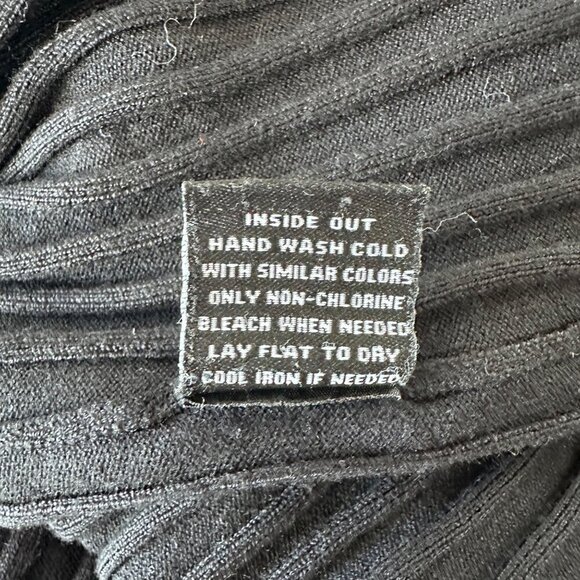 INSIDE OUT
HAND WASH COLD
WITH SIMILAR COLORS
ONLY NON-CHLORINE
BLEACH WHEN NEEDED
LAY FLAT TO DRY
COOL IRON IF NEEDED